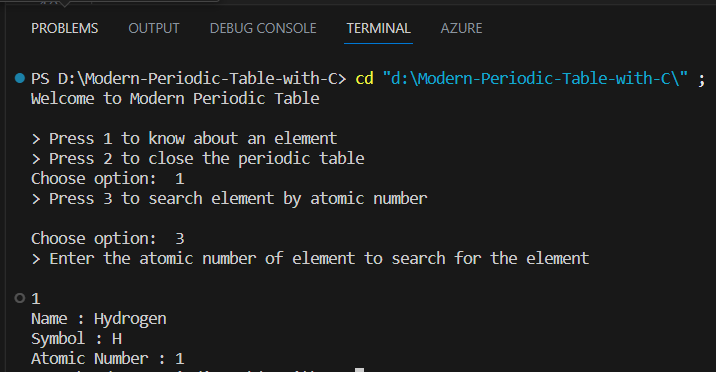 PROBLEMS OUTPUT DEBUG CONSOLE TERMINAL AZURE
PS D:\Modern-Periodic-Table-with-C> cd "d:\Modern-Periodic-Table-with-C\" ;
Welcome to Modern Periodic Table
> Press 1 to know about an element
> Press 2 to close the periodic table
Choose option:  1
> Press 3 to search element by atomic number
Choose option:  3
> Enter the atomic number of element to search for the element
1
Name : Hydrogen
Symbol : H
Atomic Number : 1